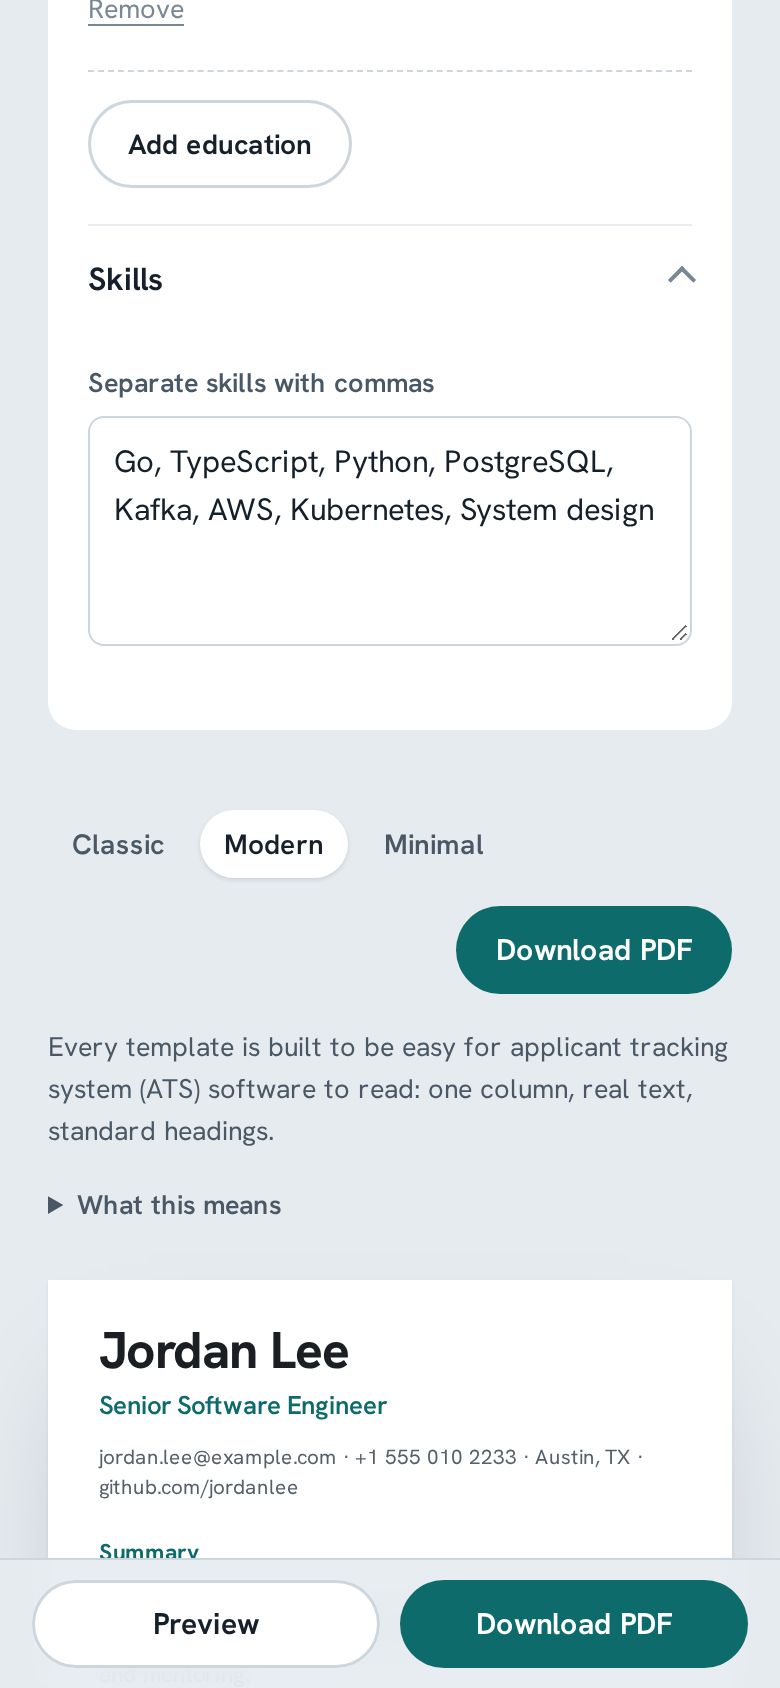 Remove
Add education
Skills
Separate skills with commas
Go, TypeScript, Python, PostgreSQL,
Kafka, AWS, Kubernetes, System design
Classic
Modern
Minimal
Download PDF
Every template is built to be easy for applicant tracking
system (ATS) software to read: one column, real text,
standard headings.
What this means
Jordan Lee
Senior Software Engineer
jordan.lee@example.com · +1 555 010 2233 · Austin, TX ·
github.com/jordanlee
Summary
Preview
Download PDF
and mentoring.